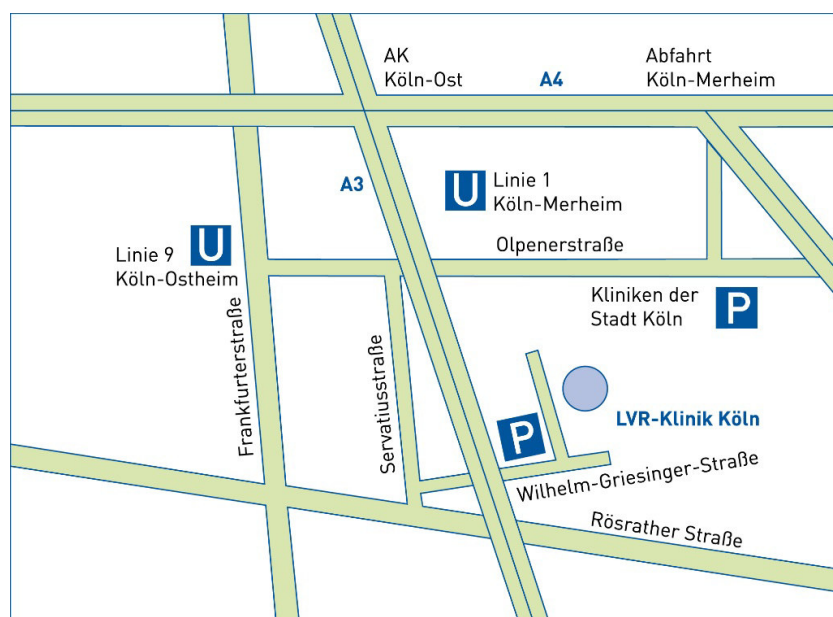 AK
Köln-Ost
A4
Abfahrt
Köln-Merheim
A3
U
Linie 1
Köln-Merheim
U
Linie 9
Köln-Ostheim
Olpenerstraße
Kliniken der
Stadt Köln
P
Frankfurterstraße
Servatiusstraße
P
LVR-Klinik Köln
Wilhelm-Griesinger-Straße
Rösrather Straße